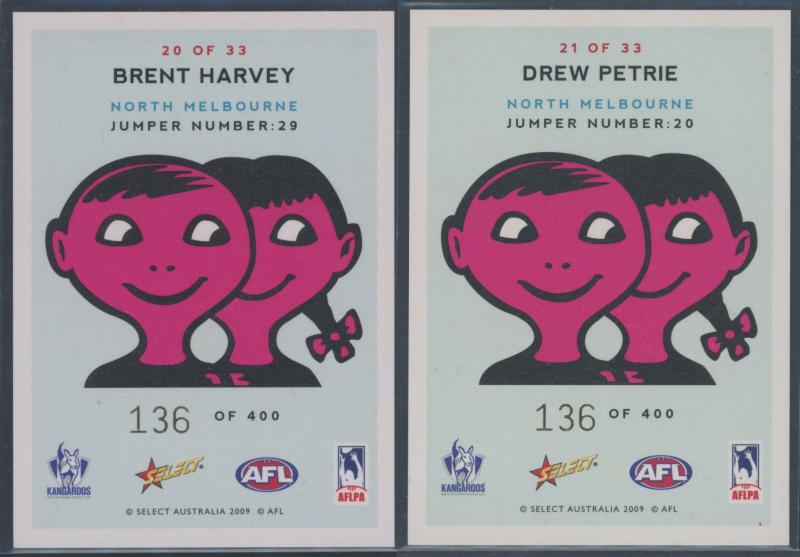 20 OF 33
BRENT HARVEY
NORTH MELBOURNE
JUMPER NUMBER:29
136 OF 400
KANGAROOS
SELECT
AFL
AFLPA
© SELECT AUSTRALIA 2009 © AFL
21 OF 33
DREW PETRIE
NORTH MELBOURNE
JUMPER NUMBER:20
136 OF 400
KANGAROOS
SELECT
AFL
AFLPA
© SELECT AUSTRALIA 2009 © AFL